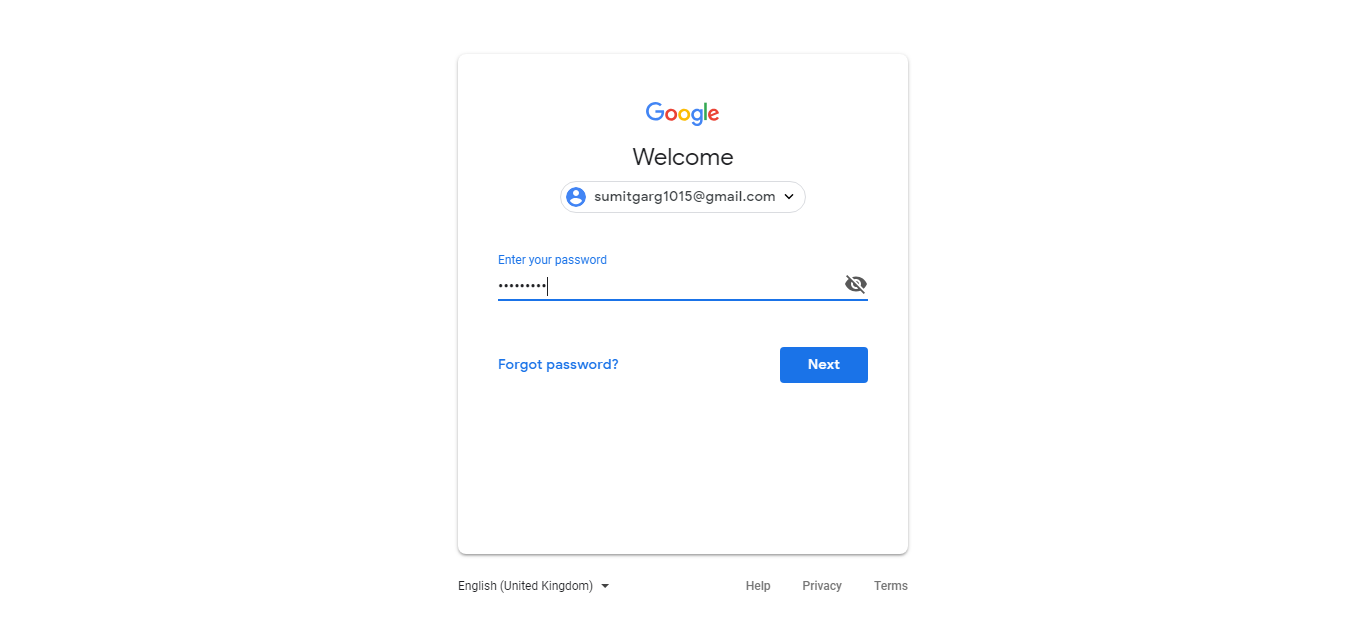 Google
Welcome
sumitgarg1015@gmail.com
Enter your password
•••••••••
Forgot password?
Next
English (United Kingdom)
Help
Privacy
Terms